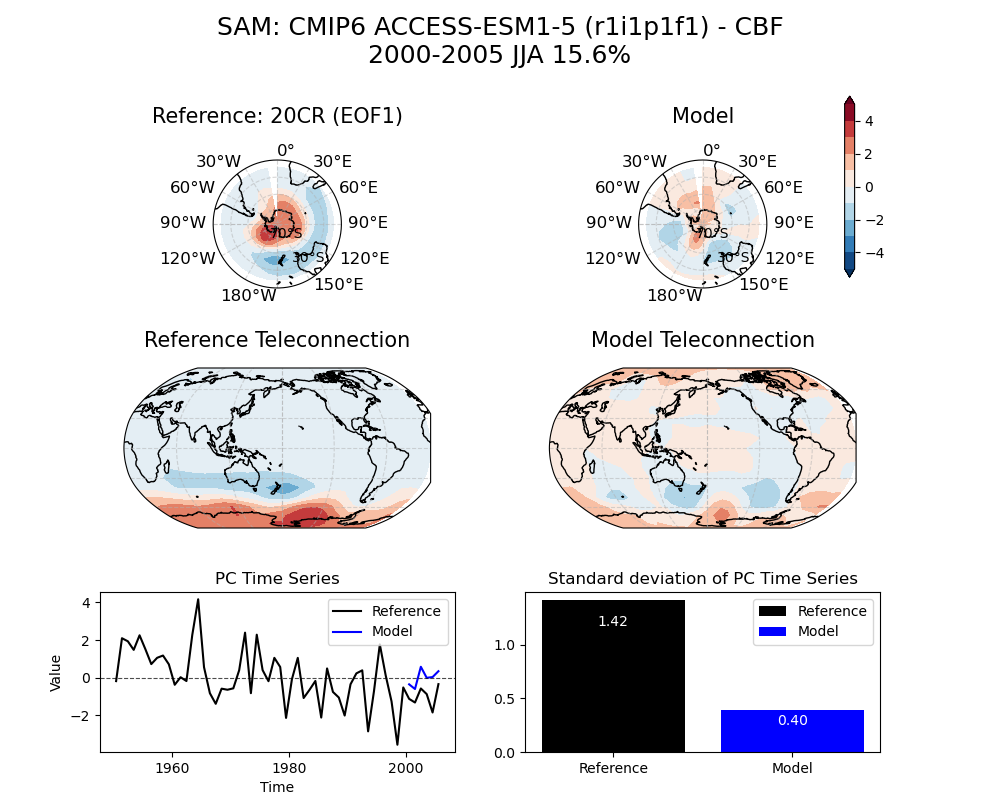 SAM: CMIP6 ACCESS-ESM1-5 (r1i1p1f1) - CBF
2000-2005 JJA 15.6%
Reference: 20CR (EOF1)
Model
0°
30°W 30°E
60°W 60°E
90°W 90°E
70°S
120°W 30°S 120°E
150°E
180°W
0°
30°W 30°E
60°W 60°E
90°W 90°E
70°S
120°W 30°S 120°E
150°E
180°W
4
2
0
−2
−4
Reference Teleconnection
Model Teleconnection
PC Time Series
4
2
0
−2
Value
Reference
Model
1960 1980 2000
Time
Standard deviation of PC Time Series
1.0
0.5
0.0
1.42
0.40
Reference
Model
Reference Model